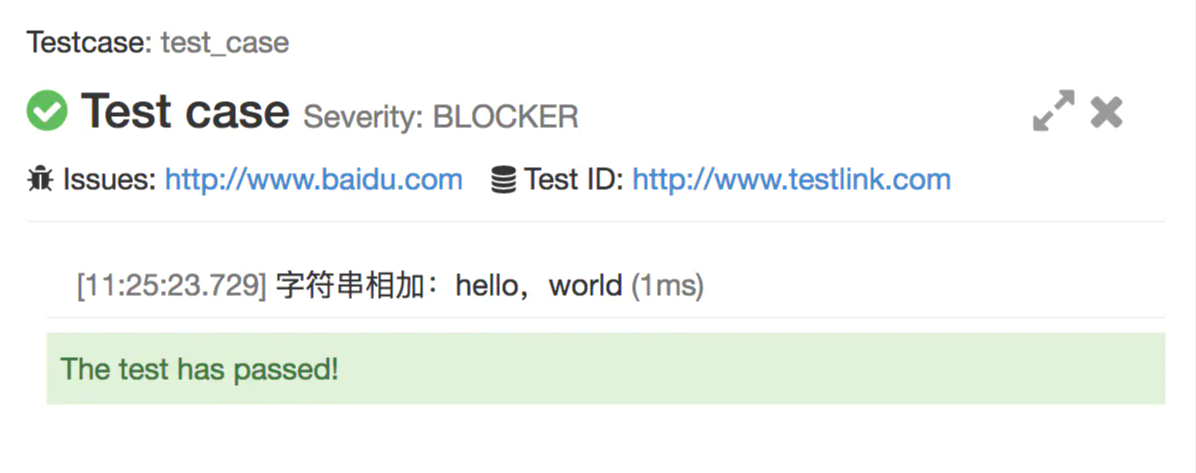 Testcase: test_case
Test case Severity: BLOCKER
Issues: http://www.baidu.com Test ID: http://www.testlink.com
[11:25:23.729] 字符串相加：hello，world (1ms)
The test has passed!